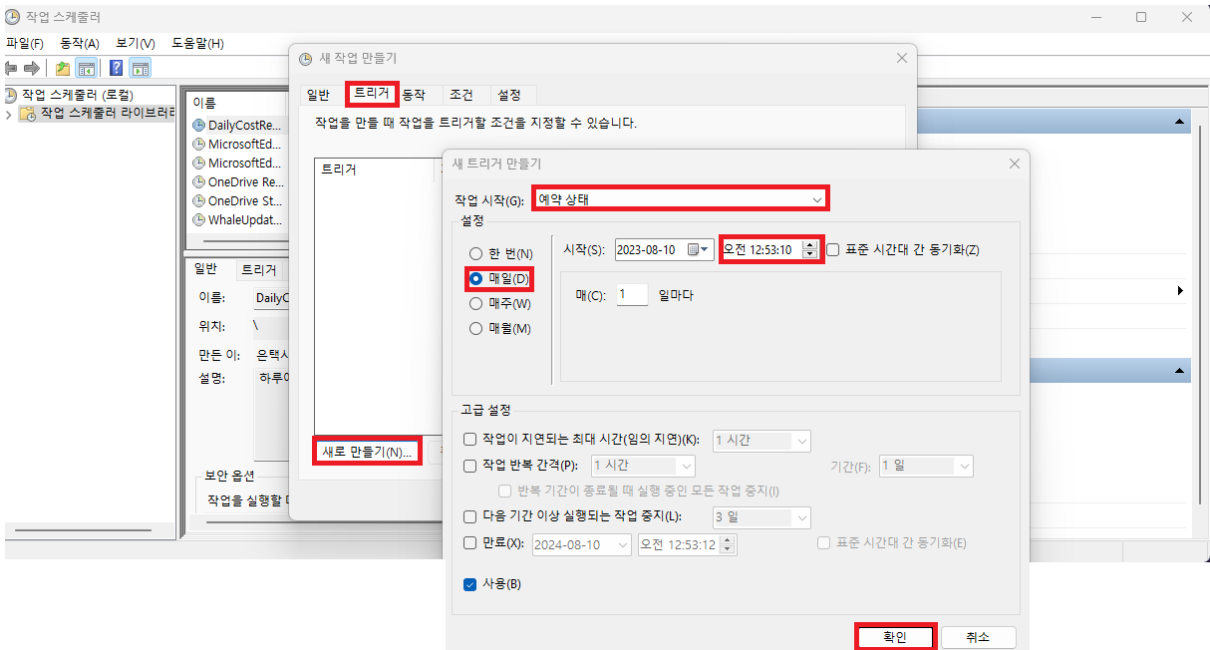 작업 스케줄러
파일(F) 동작(A) 보기(V) 도움말(H)
작업 스케줄러 (로컬)
작업 스케줄러 라이브러리
이름
DailyCostRe...
MicrosoftEd...
MicrosoftEd...
OneDrive Re...
OneDrive St...
WhaleUpdat...
일반 트리거
이름: DailyC
위치: \
만든 이: 은택
설명: 하루
보안 옵션
작업을 실행할
새 작업 만들기
일반 트리거 동작 조건 설정
작업을 만들 때 작업을 트리거할 조건을 지정할 수 있습니다.
트리거
새로 만들기(N)...
새 트리거 만들기
작업 시작(G): 예약 상태
설정
한 번(N)
매일(D)
매주(W)
매월(M)
시작(S): 2023-08-10 오전 12:53:10 표준 시간대 간 동기화(Z)
매(C): 1 일마다
고급 설정
작업이 지연되는 최대 시간(임의 지연)(K): 1 시간
작업 반복 간격(P): 1 시간 기간(F): 1 일
반복 기간이 종료될 때 실행 중인 모든 작업 중지(I)
다음 기간 이상 실행되는 작업 중지(L): 3 일
만료(X): 2024-08-10 오전 12:53:12 표준 시간대 간 동기화(E)
사용(B)
확인 취소